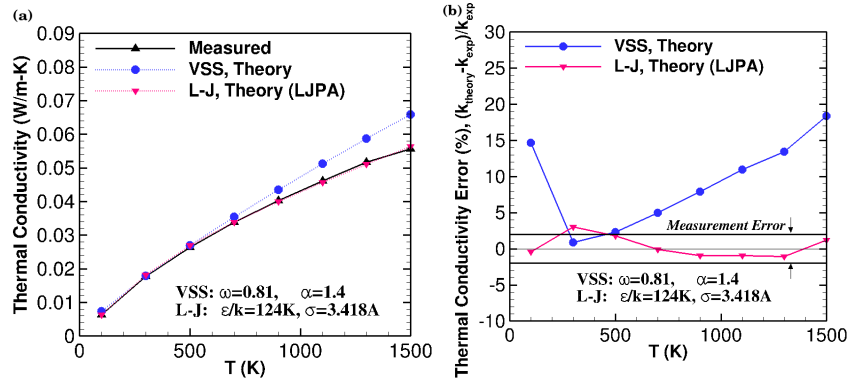 (a)
Thermal Conductivity (W/m-K)
0.09
0.08
0.07
0.06
0.05
0.04
0.03
0.02
0.01
0
Measured
VSS, Theory
L-J, Theory (LJPA)
VSS: ω=0.81, α=1.4
L-J: ε/k=124K, σ=3.418A
0
500
1000
1500
T (K)
(b)
Thermal Conductivity Error (%), (k_theory-k_exp)/k_exp
30
25
20
15
10
5
0
-5
-10
VSS, Theory
L-J, Theory (LJPA)
Measurement Error
VSS: ω=0.81, α=1.4
L-J: ε/k=124K, σ=3.418A
0
500
1000
1500
T (K)